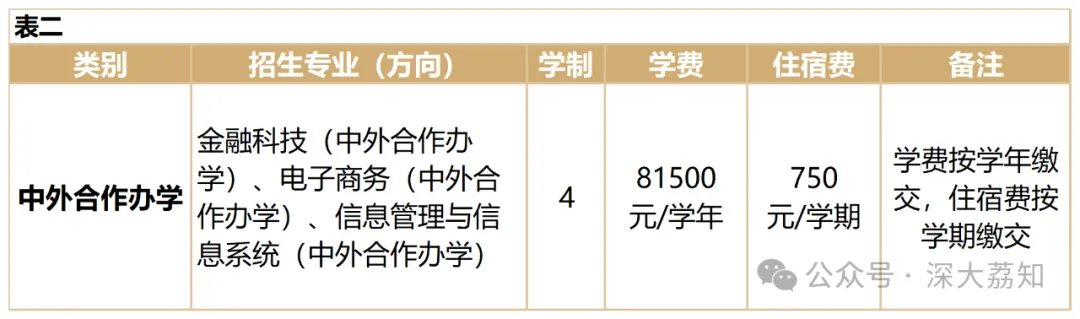 表二
类别 招生专业（方向） 学制 学费 住宿费 备注
中外合作办学
金融科技（中外合作办
学）、电子商务（中外合
作办学）、信息管理与信
息系统（中外合作办学）
4
81500
元/学年
750
元/学期
学费按学年缴
交，住宿费按
学期缴交
公众号 · 深大荔知